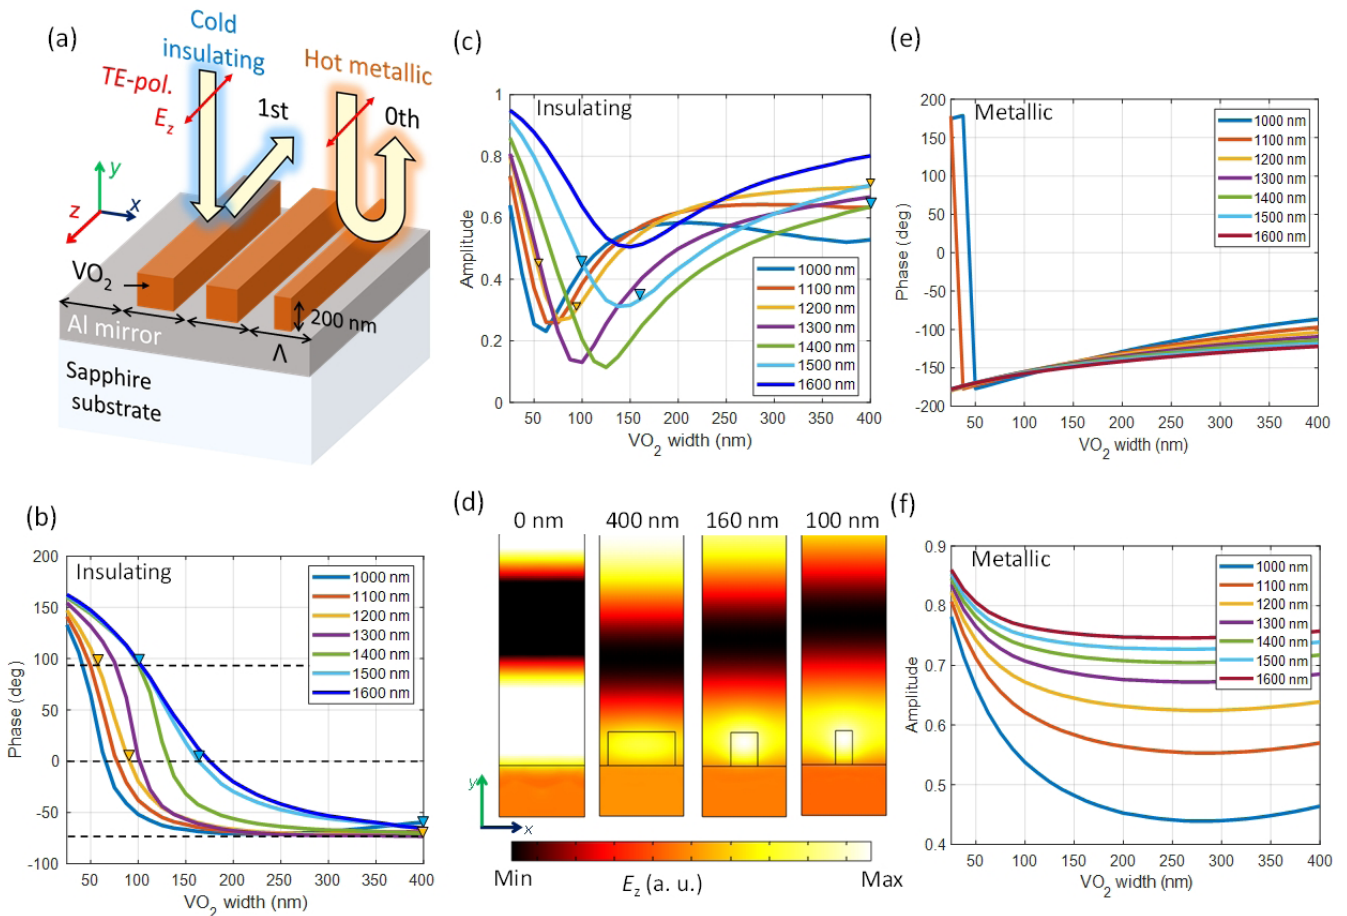 (a)
Cold
insulating
Hot metallic
TE-pol.
E_z
1st
0th
y
z
x
VO2
200 nm
Al mirror
Λ
Sapphire
substrate
(b)
Insulating
200
150
100
50
0
-50
-100
Phase (deg)
50 100 150 200 250 300 350 400
VO2 width (nm)
1000 nm
1100 nm
1200 nm
1300 nm
1400 nm
1500 nm
1600 nm
(c)
Insulating
1
0.8
0.6
0.4
0.2
0
Amplitude
50 100 150 200 250 300 350 400
VO2 width (nm)
1000 nm
1100 nm
1200 nm
1300 nm
1400 nm
1500 nm
1600 nm
(d)
0 nm 400 nm 160 nm 100 nm
y
x
Min E_z (a. u.) Max
(e)
Metallic
200
150
100
50
0
-50
-100
-150
-200
Phase (deg)
50 100 150 200 250 300 350 400
VO2 width (nm)
1000 nm
1100 nm
1200 nm
1300 nm
1400 nm
1500 nm
1600 nm
(f)
Metallic
0.9
0.8
0.7
0.6
0.5
0.4
Amplitude
50 100 150 200 250 300 350 400
VO2 width (nm)
1000 nm
1100 nm
1200 nm
1300 nm
1400 nm
1500 nm
1600 nm